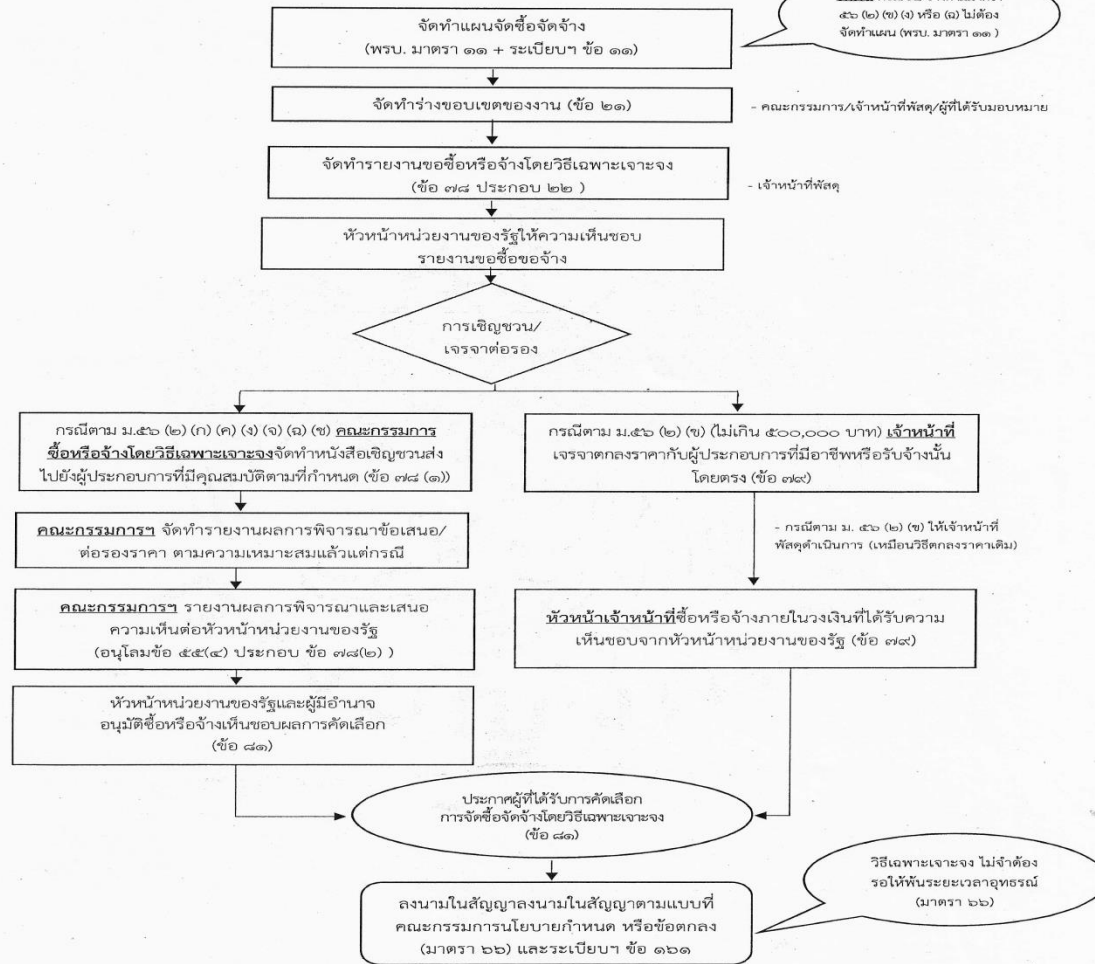 ๕๖ (๒) (ข) (ง) หรือ (ฉ) ไม่ต้อง
จัดทำแผน (พรบ. มาตรา ๑๑ )
จัดทำแผนจัดซื้อจัดจ้าง
(พรบ. มาตรา ๑๑ + ระเบียบฯ ข้อ ๑๑)
จัดทำร่างขอบเขตของงาน (ข้อ ๒๑)
- คณะกรรมการ/เจ้าหน้าที่พัสดุ/ผู้ที่ได้รับมอบหมาย
จัดทำรายงานขอซื้อหรือจ้างโดยวิธีเฉพาะเจาะจง
(ข้อ ๗๘ ประกอบ ๒๒ )
- เจ้าหน้าที่พัสดุ
หัวหน้าหน่วยงานของรัฐให้ความเห็นชอบ
รายงานขอซื้อขอจ้าง
การเชิญชวน/
เจรจาต่อรอง
กรณีตาม ม.๕๖ (๒) (ก) (ค) (ง) (จ) (ฉ) (ช) คณะกรรมการ
ซื้อหรือจ้างโดยวิธีเฉพาะเจาะจงจัดทำหนังสือเชิญชวนส่ง
ไปยังผู้ประกอบการที่มีคุณสมบัติตามที่กำหนด (ข้อ ๗๘ (๑))
กรณีตาม ม.๕๖ (๒) (ข) (ไม่เกิน ๕๐๐,๐๐๐ บาท) เจ้าหน้าที่
เจรจาตกลงราคากับผู้ประกอบการที่มีอาชีพหรือรับจ้างนั้น
โดยตรง (ข้อ ๗๙)
คณะกรรมการฯ จัดทำรายงานผลการพิจารณาข้อเสนอ/
ต่อรองราคา ตามความเหมาะสมแล้วแต่กรณี
- กรณีตาม ม. ๕๖ (๒) (ข) ให้เจ้าหน้าที่
พัสดุดำเนินการ (เหมือนวิธีตกลงราคาเดิม)
คณะกรรมการฯ รายงานผลการพิจารณาและเสนอ
ความเห็นต่อหัวหน้าหน่วยงานของรัฐ
(อนุโลมข้อ ๕๕(๔) ประกอบ ข้อ ๗๘(๒) )
หัวหน้าเจ้าหน้าที่ซื้อหรือจ้างภายในวงเงินที่ได้รับความ
เห็นชอบจากหัวหน้าหน่วยงานของรัฐ (ข้อ ๗๙)
หัวหน้าหน่วยงานของรัฐและผู้มีอำนาจ
อนุมัติซื้อหรือจ้างเห็นชอบผลการคัดเลือก
(ข้อ ๘๑)
ประกาศผู้ที่ได้รับการคัดเลือก
การจัดซื้อจัดจ้างโดยวิธีเฉพาะเจาะจง
(ข้อ ๘๑)
วิธีเฉพาะเจาะจง ไม่จำต้อง
รอให้พ้นระยะเวลาอุทธรณ์
(มาตรา ๖๖)
ลงนามในสัญญาลงนามในสัญญาตามแบบที่
คณะกรรมการนโยบายกำหนด หรือข้อตกลง
(มาตรา ๖๖) และระเบียบฯ ข้อ ๑๖๑